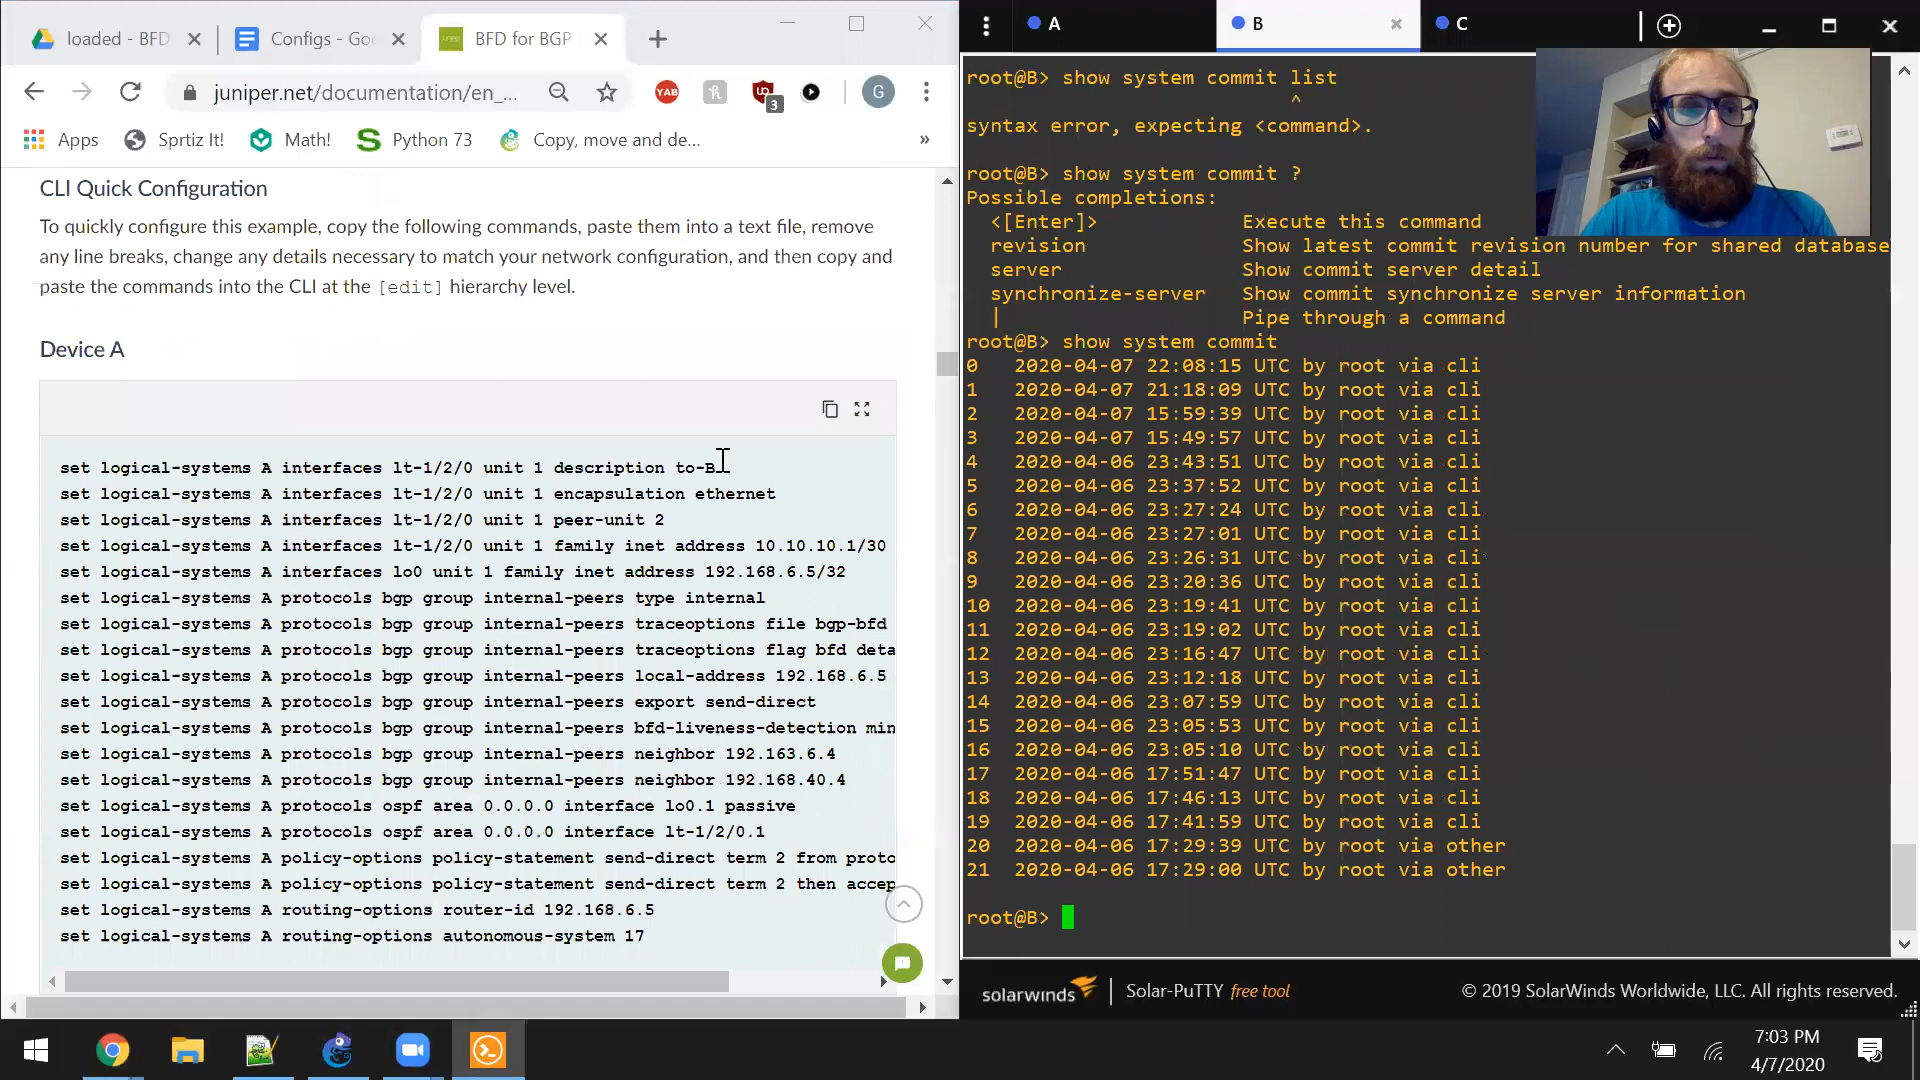 loaded - BFD
Configs - Goo
BFD for BGP
juniper.net/documentation/en_...
YAB
3
G
Apps
Sprtiz It!
Math!
Python 73
Copy, move and de...
»
CLI Quick Configuration
To quickly configure this example, copy the following commands, paste them into a text file, remove
any line breaks, change any details necessary to match your network configuration, and then copy and
paste the commands into the CLI at the [edit] hierarchy level.
Device A
set logical-systems A interfaces lt-1/2/0 unit 1 description to-B
set logical-systems A interfaces lt-1/2/0 unit 1 encapsulation ethernet
set logical-systems A interfaces lt-1/2/0 unit 1 peer-unit 2
set logical-systems A interfaces lt-1/2/0 unit 1 family inet address 10.10.10.1/30
set logical-systems A interfaces lo0 unit 1 family inet address 192.168.6.5/32
set logical-systems A protocols bgp group internal-peers type internal
set logical-systems A protocols bgp group internal-peers traceoptions file bgp-bfd
set logical-systems A protocols bgp group internal-peers traceoptions flag bfd deta
set logical-systems A protocols bgp group internal-peers local-address 192.168.6.5
set logical-systems A protocols bgp group internal-peers export send-direct
set logical-systems A protocols bgp group internal-peers bfd-liveness-detection min
set logical-systems A protocols bgp group internal-peers neighbor 192.163.6.4
set logical-systems A protocols bgp group internal-peers neighbor 192.168.40.4
set logical-systems A protocols ospf area 0.0.0.0 interface lo0.1 passive
set logical-systems A protocols ospf area 0.0.0.0 interface lt-1/2/0.1
set logical-systems A policy-options policy-statement send-direct term 2 from proto
set logical-systems A policy-options policy-statement send-direct term 2 then accep
set logical-systems A routing-options router-id 192.168.6.5
set logical-systems A routing-options autonomous-system 17
A
B
C
root@B> show system commit list
^
syntax error, expecting <command>.
root@B> show system commit ?
Possible completions:
<[Enter]> Execute this command
revision Show latest commit revision number for shared database
server Show commit server detail
synchronize-server Show commit synchronize server information
| Pipe through a command
root@B> show system commit
0 2020-04-07 22:08:15 UTC by root via cli
1 2020-04-07 21:18:09 UTC by root via cli
2 2020-04-07 15:59:39 UTC by root via cli
3 2020-04-07 15:49:57 UTC by root via cli
4 2020-04-06 23:43:51 UTC by root via cli
5 2020-04-06 23:37:52 UTC by root via cli
6 2020-04-06 23:27:24 UTC by root via cli
7 2020-04-06 23:27:01 UTC by root via cli
8 2020-04-06 23:26:31 UTC by root via cli
9 2020-04-06 23:20:36 UTC by root via cli
10 2020-04-06 23:19:41 UTC by root via cli
11 2020-04-06 23:19:02 UTC by root via cli
12 2020-04-06 23:16:47 UTC by root via cli
13 2020-04-06 23:12:18 UTC by root via cli
14 2020-04-06 23:07:59 UTC by root via cli
15 2020-04-06 23:05:53 UTC by root via cli
16 2020-04-06 23:05:10 UTC by root via cli
17 2020-04-06 17:51:47 UTC by root via cli
18 2020-04-06 17:46:13 UTC by root via cli
19 2020-04-06 17:41:59 UTC by root via cli
20 2020-04-06 17:29:39 UTC by root via other
21 2020-04-06 17:29:00 UTC by root via other
root@B>
solarwinds
Solar-PuTTY free tool
© 2019 SolarWinds Worldwide, LLC. All rights reserved.
7:03 PM
4/7/2020